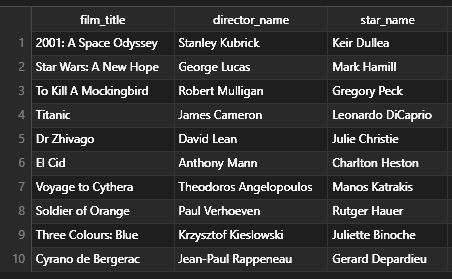 film_title director_name star_name
1 2001: A Space Odyssey Stanley Kubrick Keir Dullea
2 Star Wars: A New Hope George Lucas Mark Hamill
3 To Kill A Mockingbird Robert Mulligan Gregory Peck
4 Titanic James Cameron Leonardo DiCaprio
5 Dr Zhivago David Lean Julie Christie
6 El Cid Anthony Mann Charlton Heston
7 Voyage to Cythera Theodoros Angelopoulos Manos Katrakis
8 Soldier of Orange Paul Verhoeven Rutger Hauer
9 Three Colours: Blue Krzysztof Kieslowski Juliette Binoche
10 Cyrano de Bergerac Jean-Paul Rappeneau Gerard Depardieu